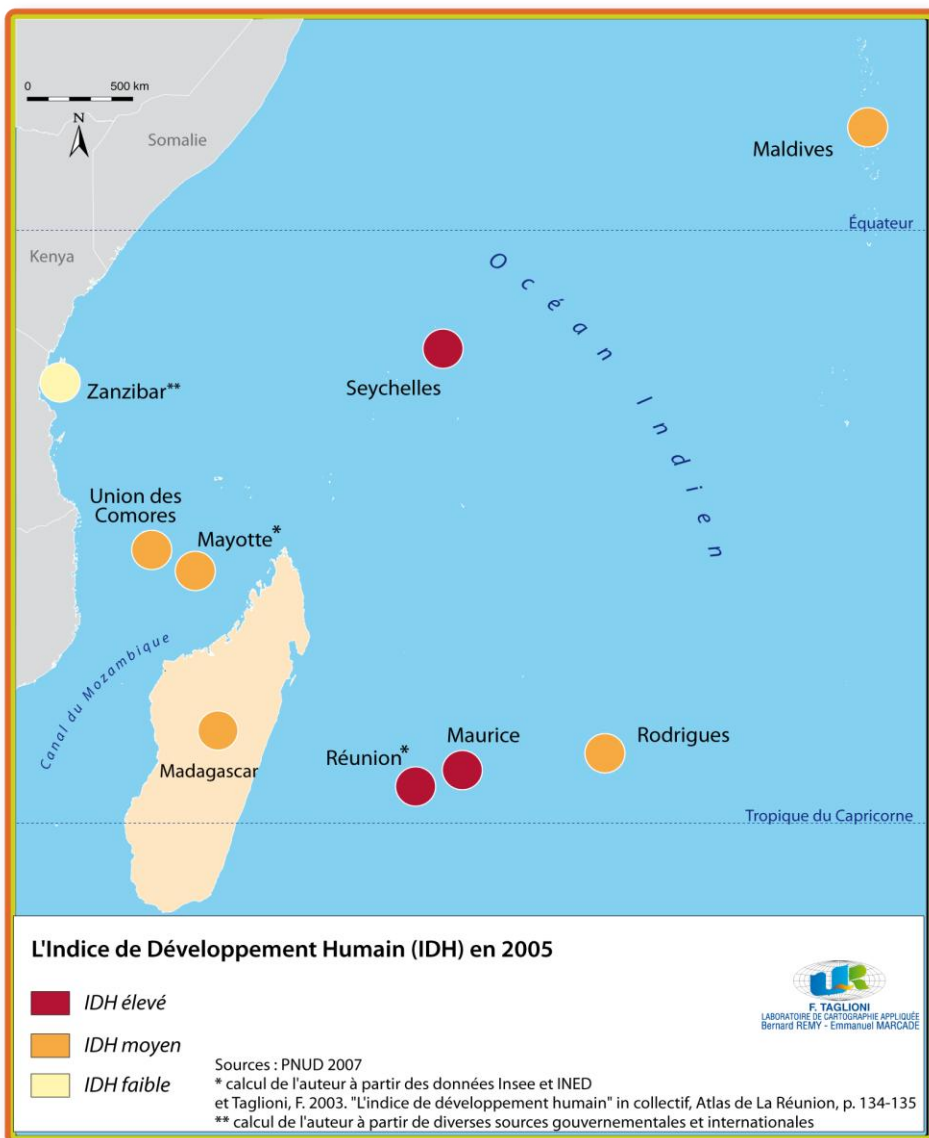 0 500 km
N
Somalie
Maldives
Équateur
Kenya
Océan Indien
Seychelles
Zanzibar**
Union des
Comores
Mayotte*
Canal du Mozambique
Madagascar
Réunion*
Maurice
Rodrigues
Tropique du Capricorne
L'Indice de Développement Humain (IDH) en 2005
IDH élevé
IDH moyen
IDH faible
UR
F. TAGLIONI
LABORATOIRE DE CARTOGRAPHIE APPLIQUÉE
Bernard REMY - Emmanuel MARCADE
Sources : PNUD 2007
* calcul de l'auteur à partir des données Insee et INED
et Taglioni, F. 2003. "L'indice de développement humain" in collectif, Atlas de La Réunion, p. 134-135
** calcul de l'auteur à partir de diverses sources gouvernementales et internationales